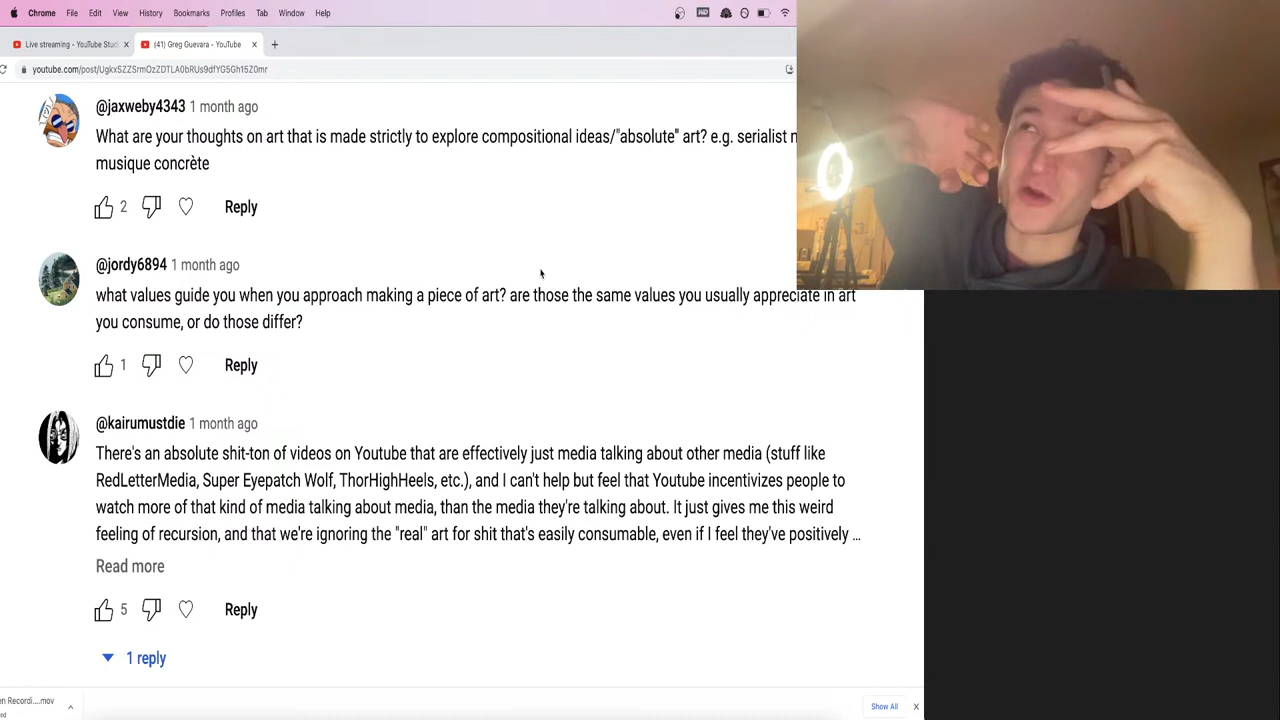 Chrome File Edit View History Bookmarks Profiles Tab Window Help
Live streaming - YouTube Stud × (41) Greg Guevara - YouTube × +
youtube.com/post/UgkxSZZSrmOzZDTLA0bRUs9dfYG5Gh15Z0mr
@jaxweby4343 1 month ago
What are your thoughts on art that is made strictly to explore compositional ideas/"absolute" art? e.g. serialist
musique concrète
2 Reply
@jordy6894 1 month ago
what values guide you when you approach making a piece of art? are those the same values you usually appreciate in art
you consume, or do those differ?
1 Reply
@kairumustdie 1 month ago
There's an absolute shit-ton of videos on Youtube that are effectively just media talking about other media (stuff like
RedLetterMedia, Super Eyepatch Wolf, ThorHighHeels, etc.), and I can't help but feel that Youtube incentivizes people to
watch more of that kind of media talking about media, than the media they're talking about. It just gives me this weird
feeling of recursion, and that we're ignoring the "real" art for shit that's easily consumable, even if I feel they've positively ...
Read more
5 Reply
1 reply
en Recordi....mov
Show All ×